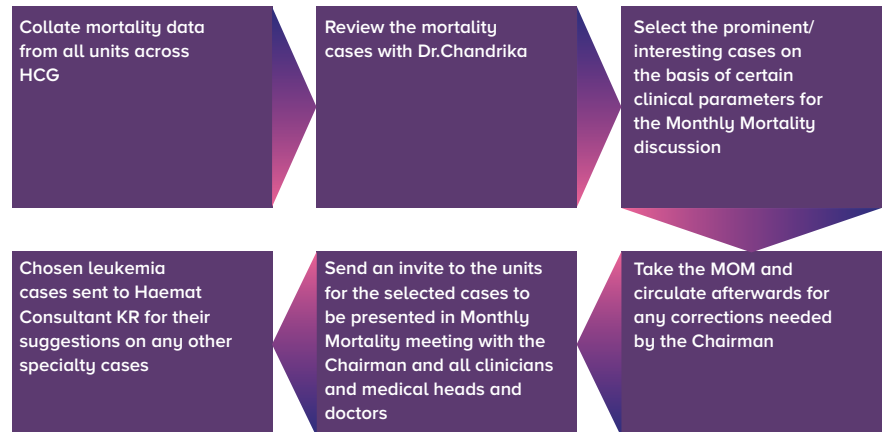 Collate mortality data
from all units across
HCG
Review the mortality
cases with Dr.Chandrika
Select the prominent/
interesting cases on
the basis of certain
clinical parameters for
the Monthly Mortality
discussion
Take the MOM and
circulate afterwards for
any corrections needed
by the Chairman
Send an invite to the units
for the selected cases to
be presented in Monthly
Mortality meeting with the
Chairman and all clinicians
and medical heads and
doctors
Chosen leukemia
cases sent to Haemat
Consultant KR for their
suggestions on any other
specialty cases